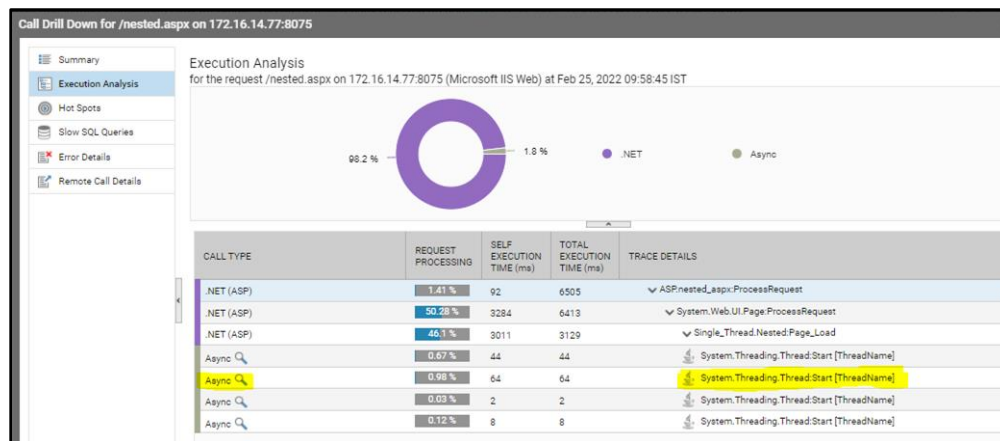 Call Drill Down for /nested.aspx on 172.16.14.77:8075
Summary
Execution Analysis
Hot Spots
Slow SQL Queries
Error Details
Remote Call Details
Execution Analysis
for the request /nested.aspx on 172.16.14.77:8075 (Microsoft IIS Web) at Feb 25, 2022 09:58:45 IST
98.2 %
1.8 %
.NET
Async
CALL TYPE REQUEST PROCESSING SELF EXECUTION TIME (ms) TOTAL EXECUTION TIME (ms) TRACE DETAILS
.NET (ASP) 1.41 % 92 6505 ASP.nested_aspx:ProcessRequest
.NET (ASP) 50.28 % 3284 6413 System.Web.UI.Page:ProcessRequest
.NET (ASP) 46.1 % 3011 3129 Single_Thread.Nested:Page_Load
Async 0.67 % 44 44 System.Threading.Thread:Start [ThreadName]
Async 0.98 % 64 64 System.Threading.Thread:Start [ThreadName]
Async 0.03 % 2 2 System.Threading.Thread:Start [ThreadName]
Async 0.12 % 8 8 System.Threading.Thread:Start [ThreadName]